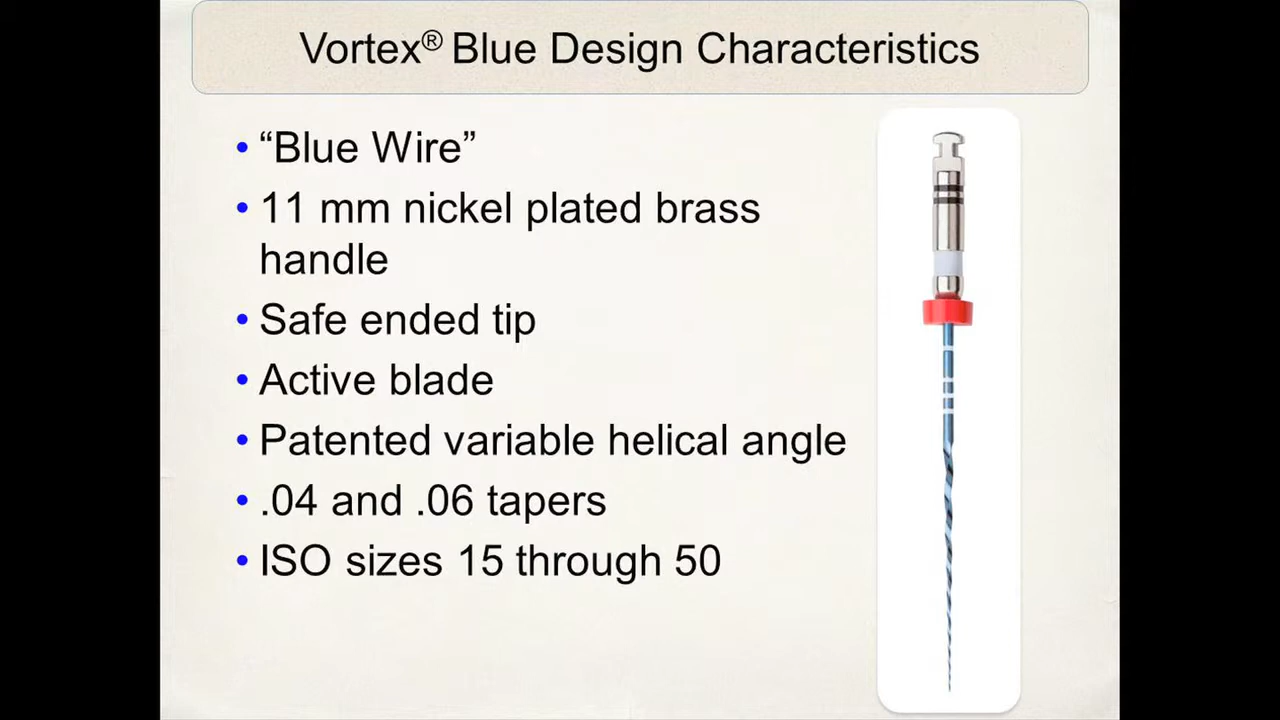 Vortex® Blue Design Characteristics
• “Blue Wire”
• 11 mm nickel plated brass
handle
• Safe ended tip
• Active blade
• Patented variable helical angle
• .04 and .06 tapers
• ISO sizes 15 through 50